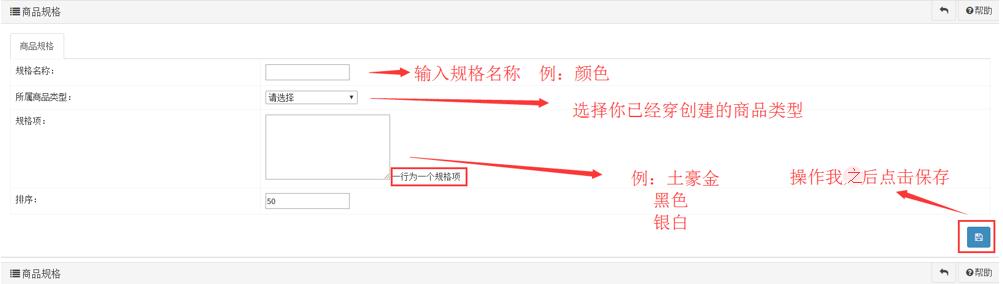 商品规格
帮助
商品规格
规格名称：
输入规格名称 例：颜色
所属商品类型：
请选择
选择你已经穿创建的商品类型
规格项：
一行为一个规格项
例：土豪金
黑色
银白
操作我之后点击保存
排序：
50
商品规格
帮助